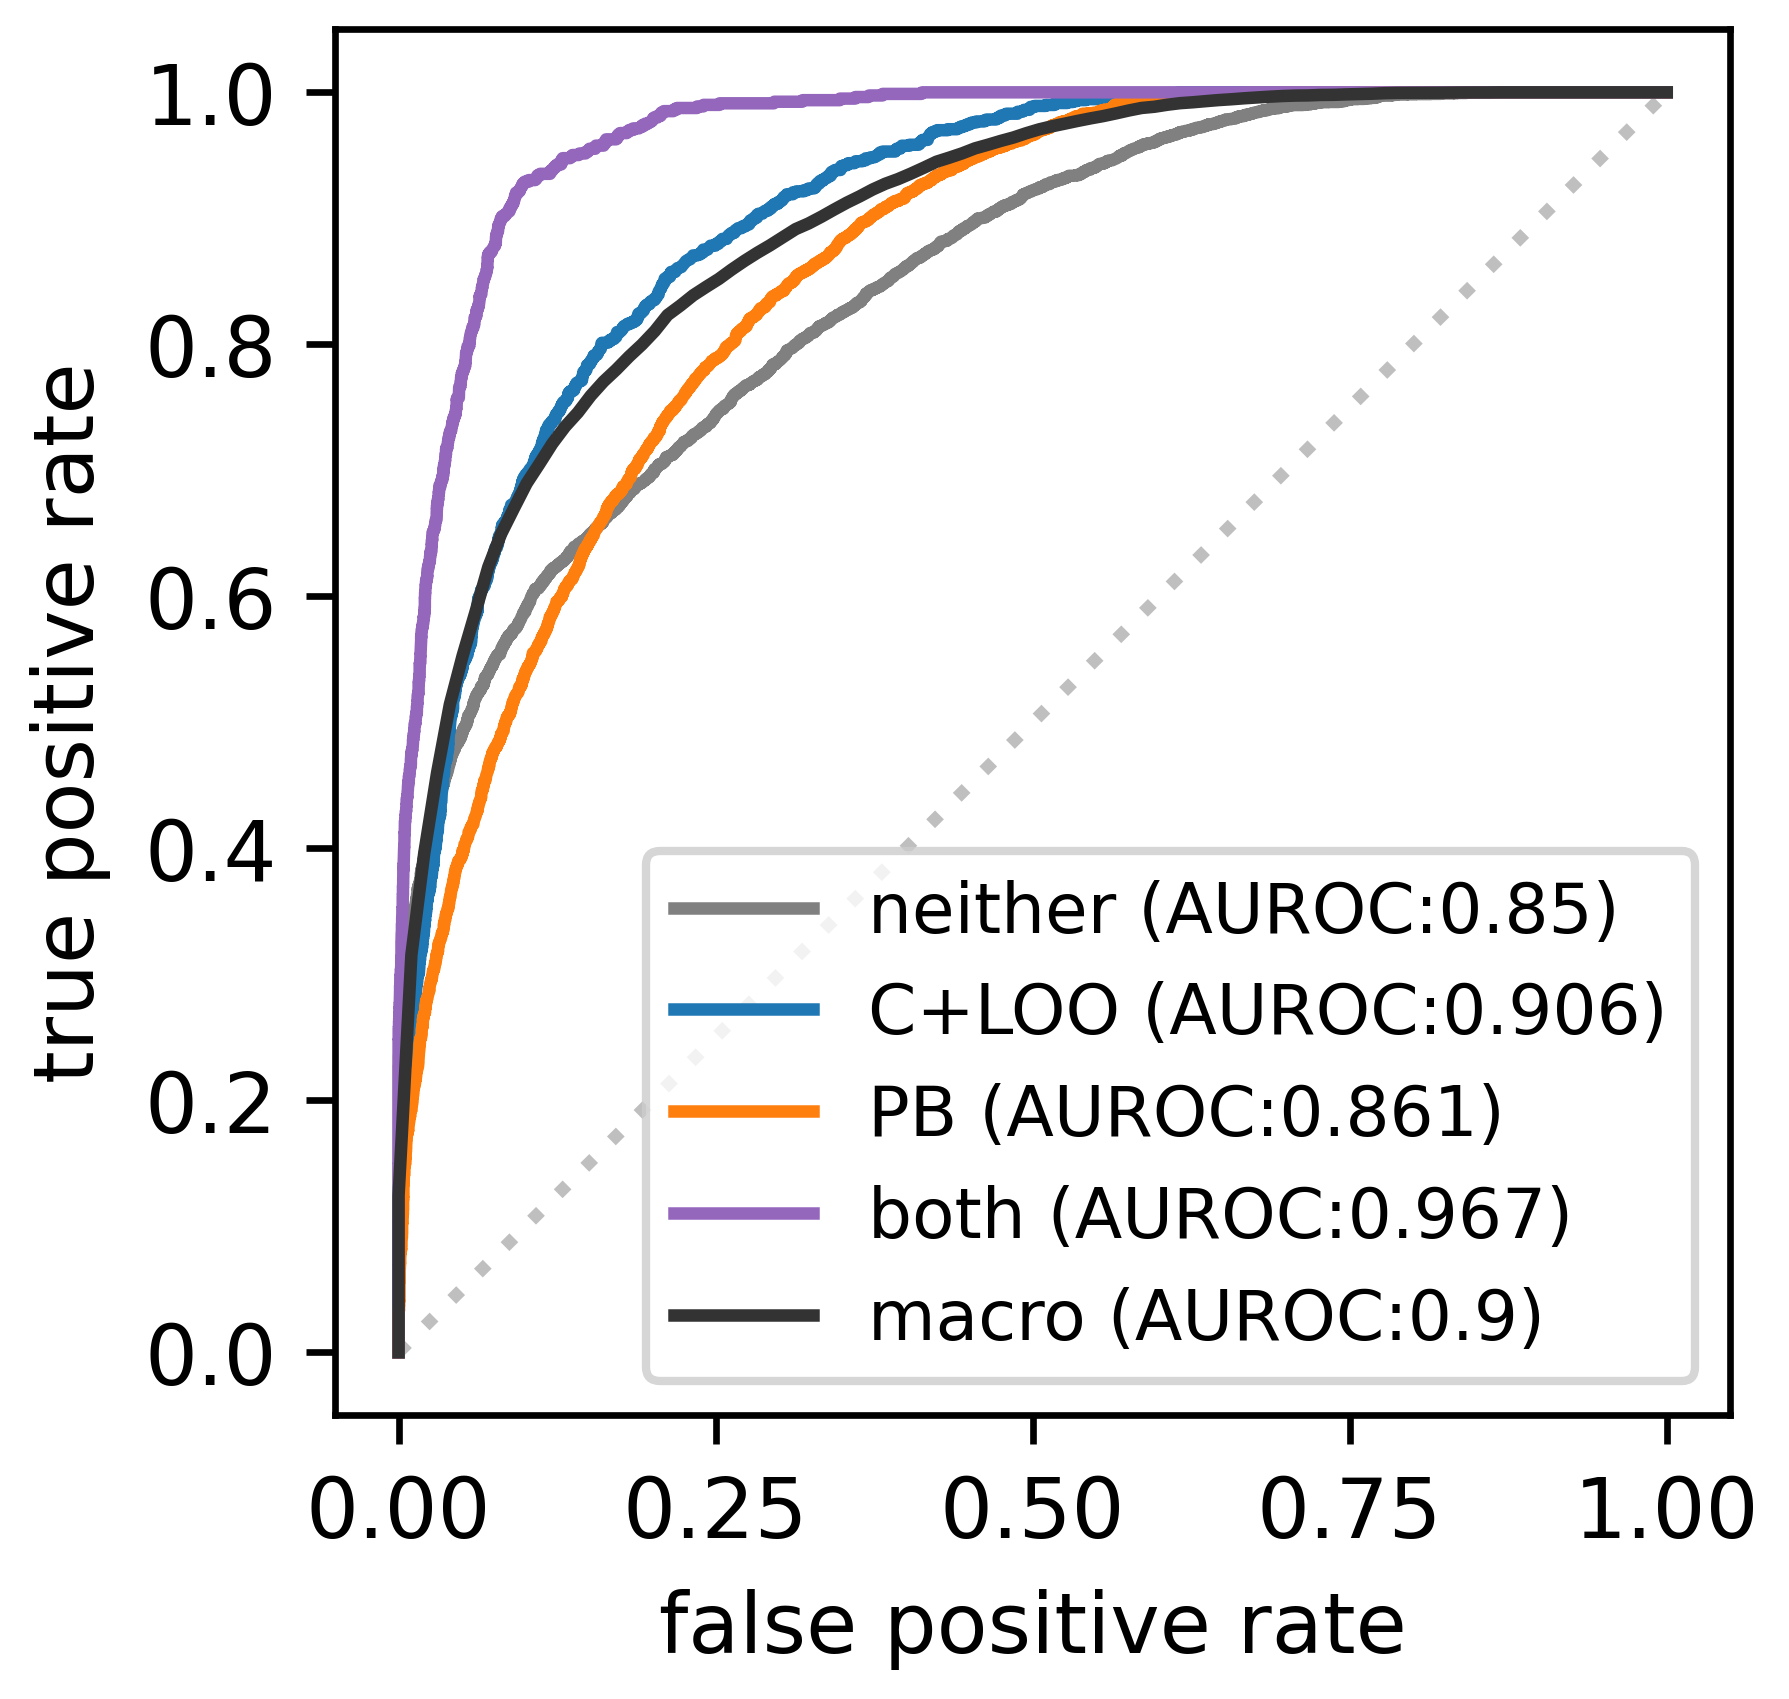 1.0
0.8
0.6
0.4
0.2
0.0
true positive rate
neither (AUROC:0.85)
C+LOO (AUROC:0.906)
PB (AUROC:0.861)
both (AUROC:0.967)
macro (AUROC:0.9)
0.00 0.25 0.50 0.75 1.00
false positive rate